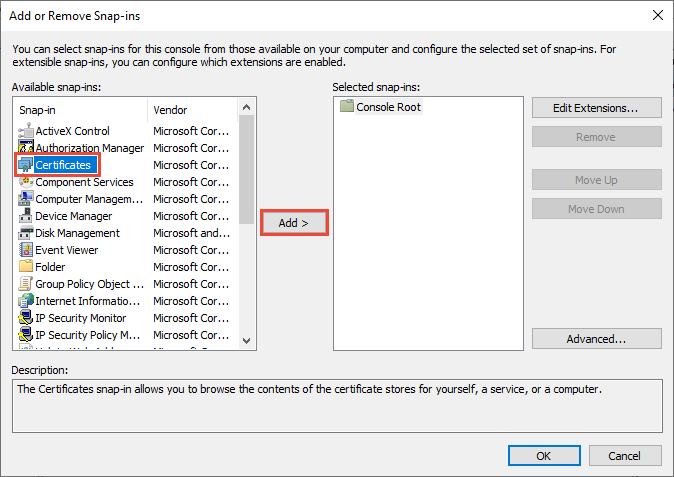 Add or Remove Snap-ins
You can select snap-ins for this console from those available on your computer and configure the selected set of snap-ins. For
extensible snap-ins, you can configure which extensions are enabled.
Available snap-ins:
Selected snap-ins:
Snap-in Vendor
ActiveX Control Microsoft Cor...
Authorization Manager Microsoft Cor...
Certificates Microsoft Cor...
Component Services Microsoft Cor...
Computer Managem... Microsoft Cor...
Device Manager Microsoft Cor...
Disk Management Microsoft and...
Event Viewer Microsoft Cor...
Folder Microsoft Cor...
Group Policy Object ... Microsoft Cor...
Internet Informatio... Microsoft Cor...
IP Security Monitor Microsoft Cor...
IP Security Policy M... Microsoft Cor...
Add >
Console Root
Edit Extensions...
Remove
Move Up
Move Down
Advanced...
Description:
The Certificates snap-in allows you to browse the contents of the certificate stores for yourself, a service, or a computer.
OK
Cancel